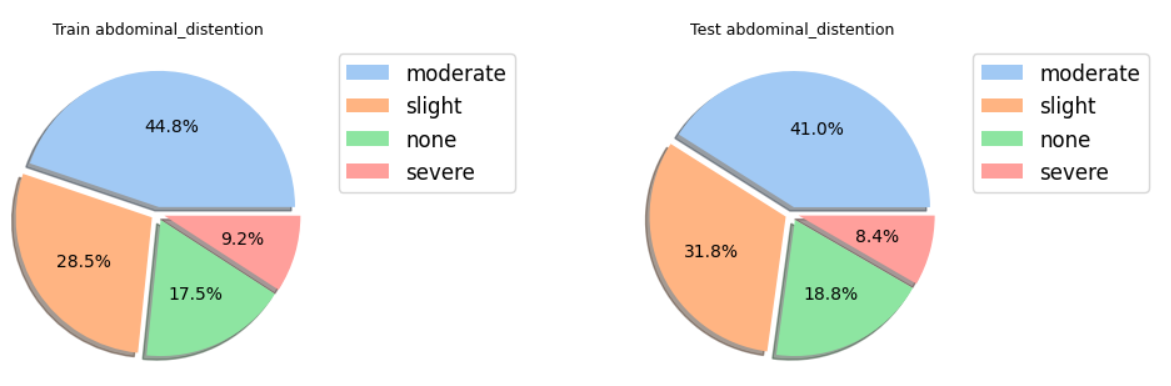 Train abdominal_distention
moderate
slight
none
severe
44.8%
28.5%
17.5%
9.2%
Test abdominal_distention
moderate
slight
none
severe
41.0%
31.8%
18.8%
8.4%